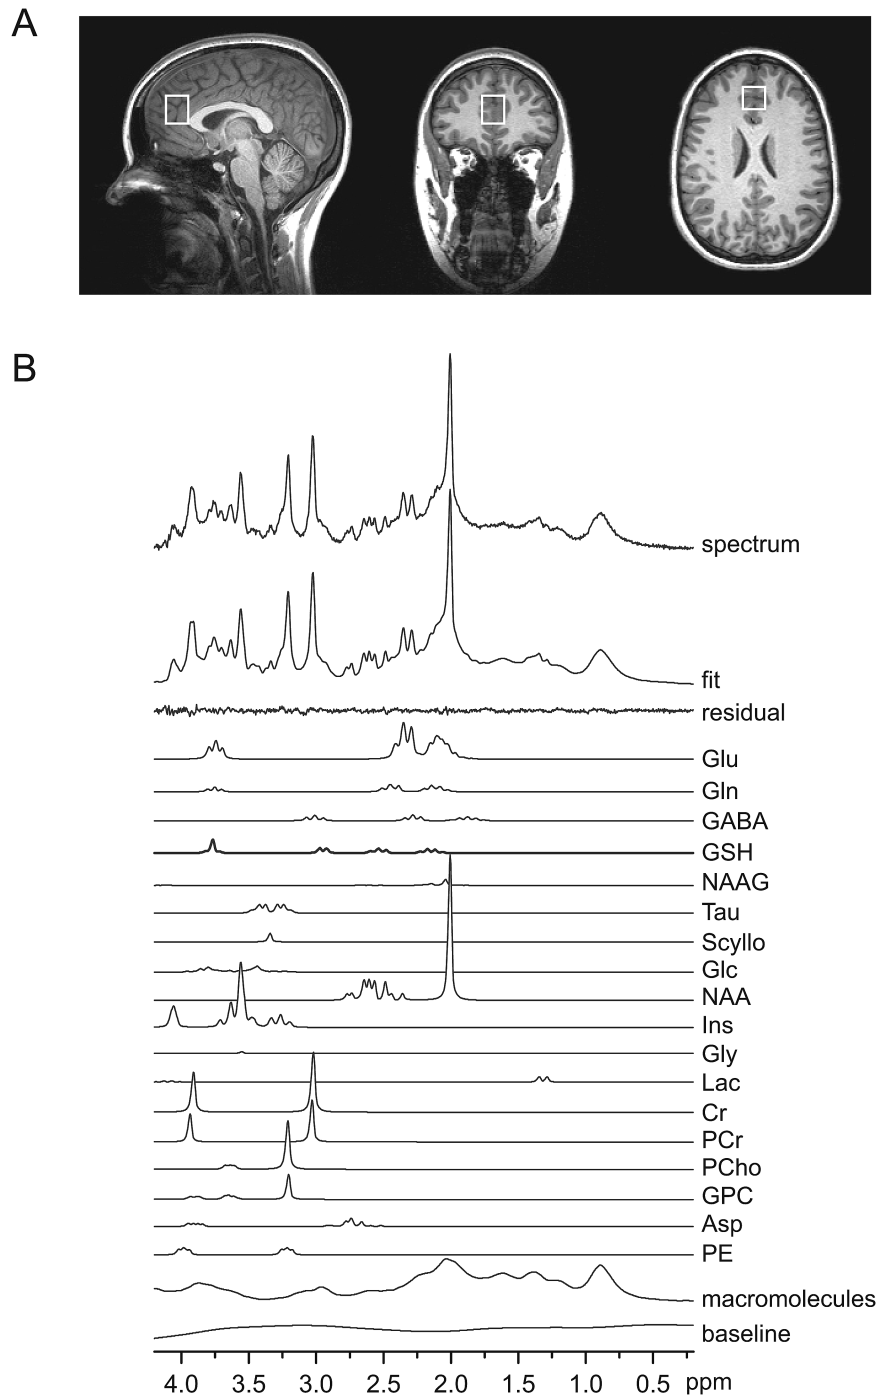 A
B
spectrum
fit
residual
Glu
Gln
GABA
GSH
NAAG
Tau
Scyllo
Glc
NAA
Ins
Gly
Lac
Cr
PCr
PCho
GPC
Asp
PE
macromolecules
baseline
4.0 3.5 3.0 2.5 2.0 1.5 1.0 0.5 ppm